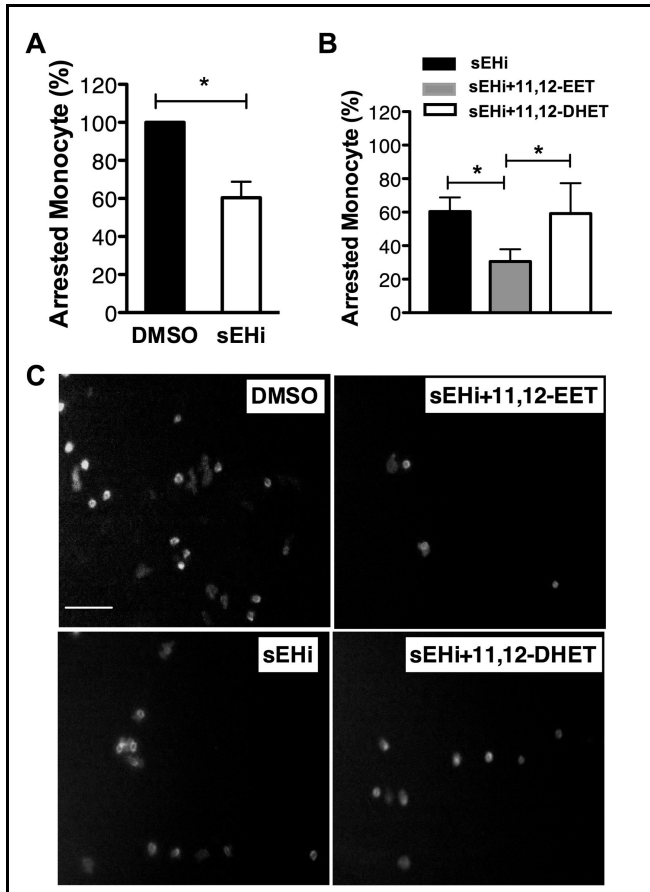 A
Arrested Monocyte (%)
120
100
80
60
40
20
0
*
DMSO sEHi
B
sEHi
sEHi+11,12-EET
sEHi+11,12-DHET
Arrested Monocyte (%)
120
100
80
60
40
20
0
* *
C
DMSO
sEHi+11,12-EET
sEHi
sEHi+11,12-DHET